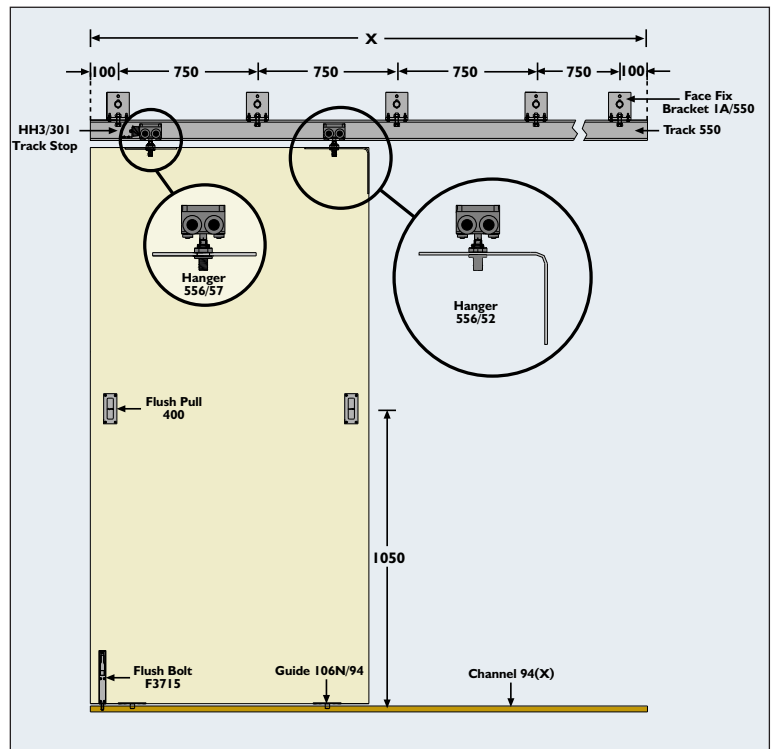 X
100 750 750 750 750 100
Face Fix
Bracket 1A/550
HH3/301
Track Stop
Track 550
Hanger
556/57
Hanger
556/52
Flush Pull
400
1050
Flush Bolt
F3715
Guide 106N/94
Channel 94(X)